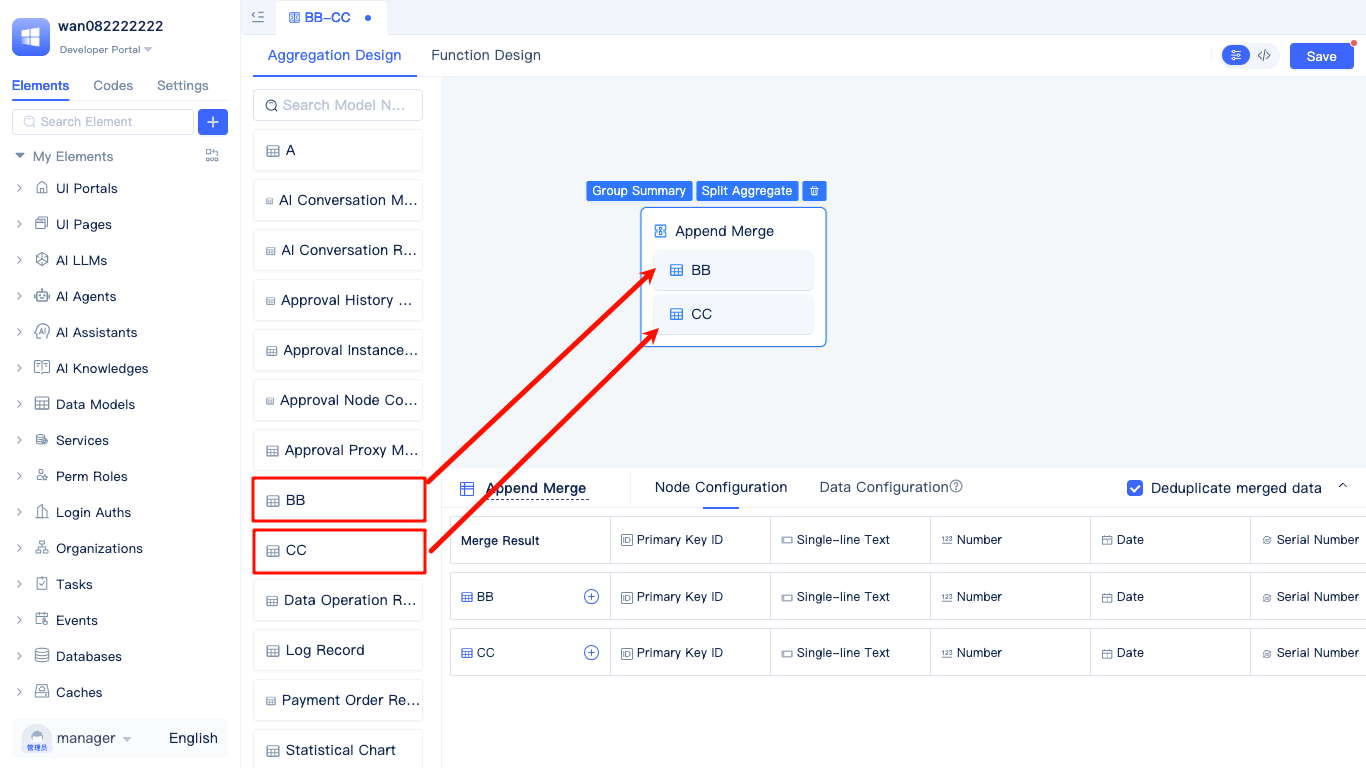 wan082222222
Developer Portal
Elements Codes Settings
Search Element
My Elements
UI Portals
UI Pages
AI LLMs
AI Agents
AI Assistants
AI Knowledges
Data Models
Services
Perm Roles
Login Auths
Organizations
Tasks
Events
Databases
Caches
管理员
manager
English
BB-CC
Aggregation Design Function Design
Save
Search Model N...
A
AI Conversation M...
AI Conversation R...
Approval History ...
Approval Instance...
Approval Node Co...
Approval Proxy M...
BB
CC
Data Operation R...
Log Record
Payment Order Re...
Statistical Chart
Group Summary Split Aggregate
Append Merge
BB
CC
Append Merge Node Configuration Data Configuration Deduplicate merged data
Merge Result Primary Key ID Single-line Text Number Date Serial Number
BB Primary Key ID Single-line Text Number Date Serial Number
CC Primary Key ID Single-line Text Number Date Serial Number